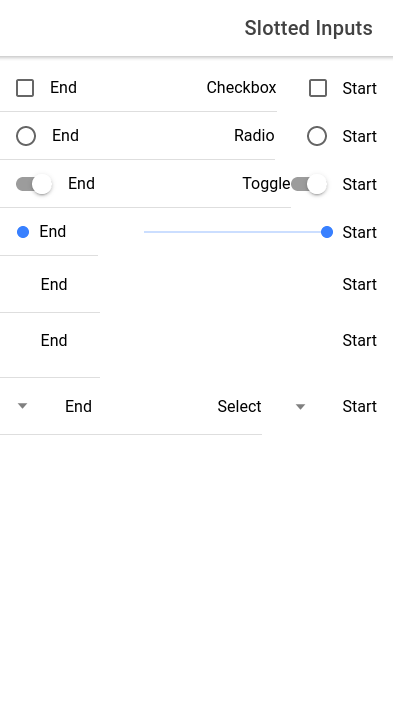 Slotted Inputs
End Checkbox Start
End Radio Start
End Toggle Start
End Start
End Start
End Start
End Select Start